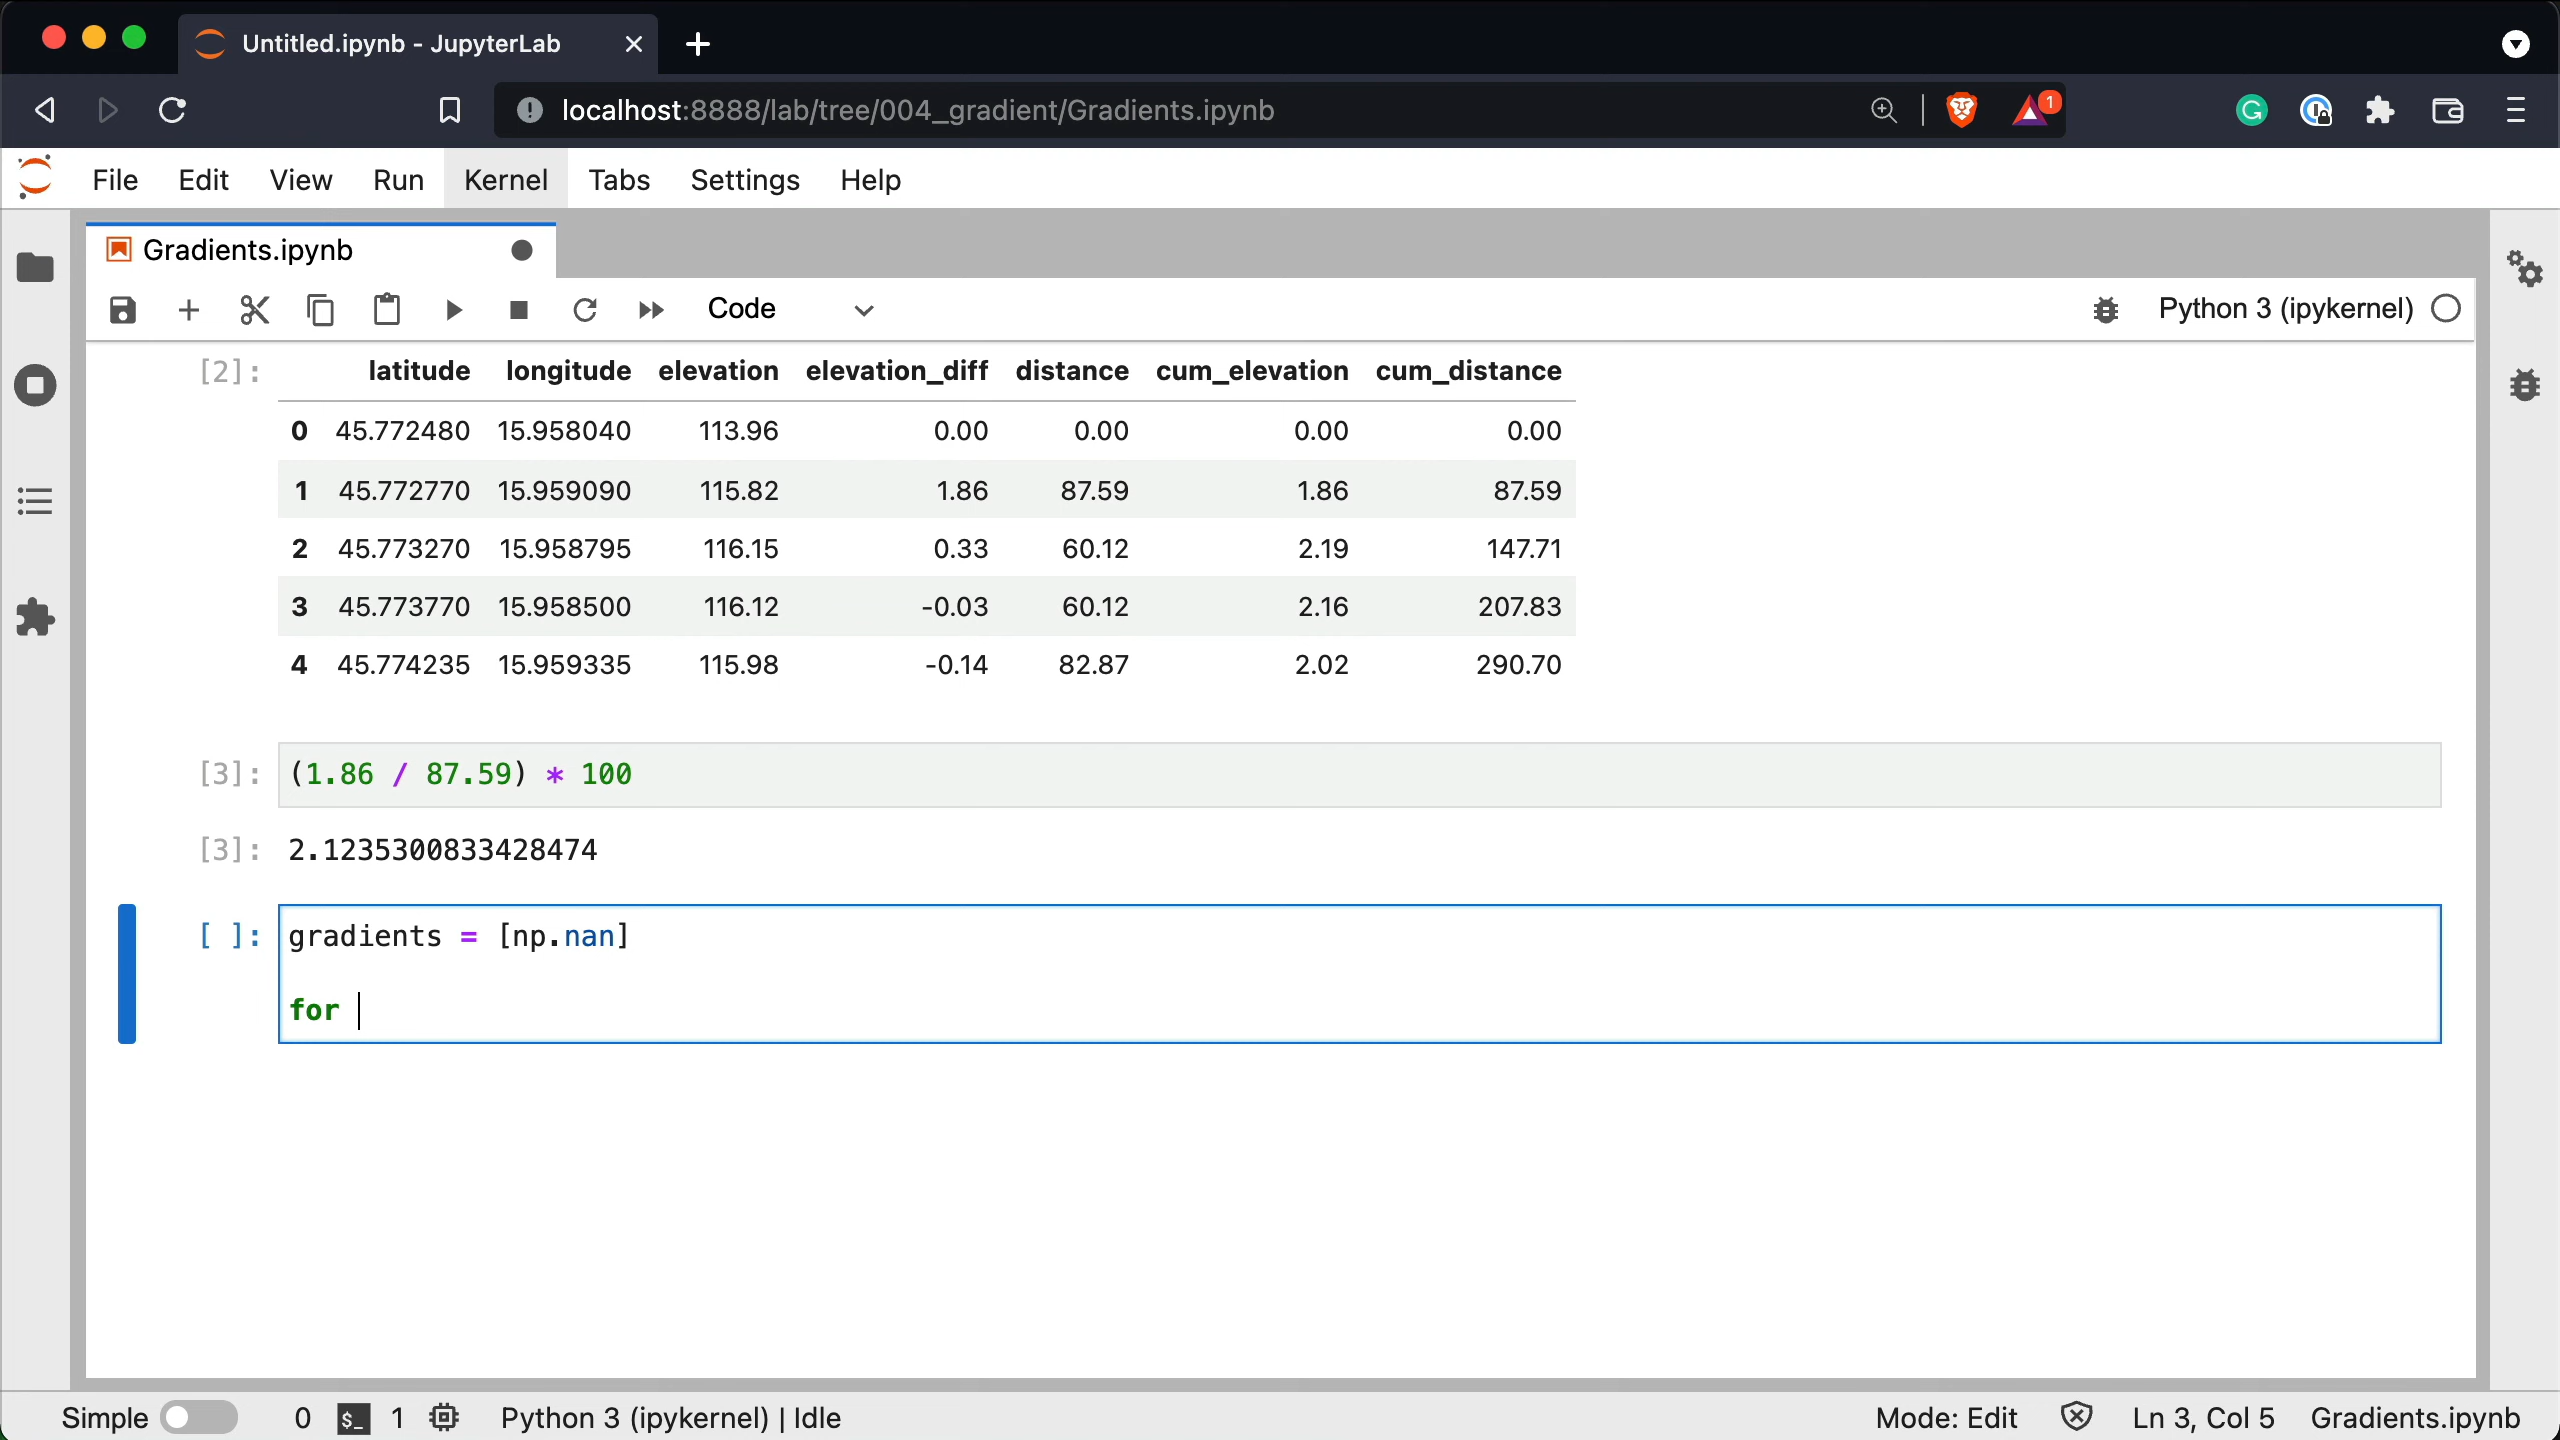 Untitled.ipynb - JupyterLab
localhost:8888/lab/tree/004_gradient/Gradients.ipynb
1
File Edit View Run Kernel Tabs Settings Help
Gradients.ipynb
Code
Python 3 (ipykernel)
[2]: latitude longitude elevation elevation_diff distance cum_elevation cum_distance
0 45.772480 15.958040 113.96 0.00 0.00 0.00 0.00
1 45.772770 15.959090 115.82 1.86 87.59 1.86 87.59
2 45.773270 15.958795 116.15 0.33 60.12 2.19 147.71
3 45.773770 15.958500 116.12 -0.03 60.12 2.16 207.83
4 45.774235 15.959335 115.98 -0.14 82.87 2.02 290.70
[3]: (1.86 / 87.59) * 100
[3]: 2.1235300833428474
[ ]: gradients = [np.nan]
for
Simple 0 $_ 1 Python 3 (ipykernel) | Idle Mode: Edit Ln 3, Col 5 Gradients.ipynb